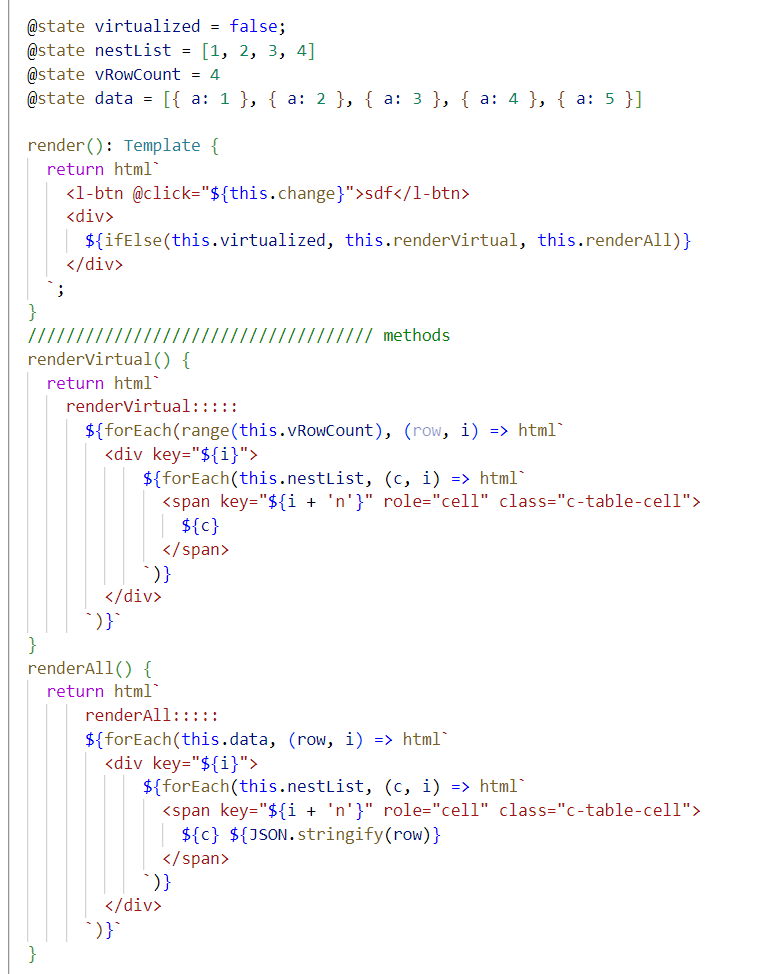 @state virtualized = false;
@state nestList = [1, 2, 3, 4]
@state vRowCount = 4
@state data = [{ a: 1 }, { a: 2 }, { a: 3 }, { a: 4 }, { a: 5 }]
render(): Template {
return html`
<l-btn @click="${this.change}">sdf</l-btn>
<div>
${ifElse(this.virtualized, this.renderVirtual, this.renderAll)}
</div>
`;
}
//////////////////////////////////// methods
renderVirtual() {
return html`
renderVirtual:::::
${forEach(range(this.vRowCount), (row, i) => html`
<div key="${i}">
${forEach(this.nestList, (c, i) => html`
<span key="${i + 'n'}" role="cell" class="c-table-cell">
${c}
</span>
`)}
</div>
`)}`
}
renderAll() {
return html`
renderAll:::::
${forEach(this.data, (row, i) => html`
<div key="${i}">
${forEach(this.nestList, (c, i) => html`
<span key="${i + 'n'}" role="cell" class="c-table-cell">
${c} ${JSON.stringify(row)}
</span>
`)}
</div>
`)}`
}